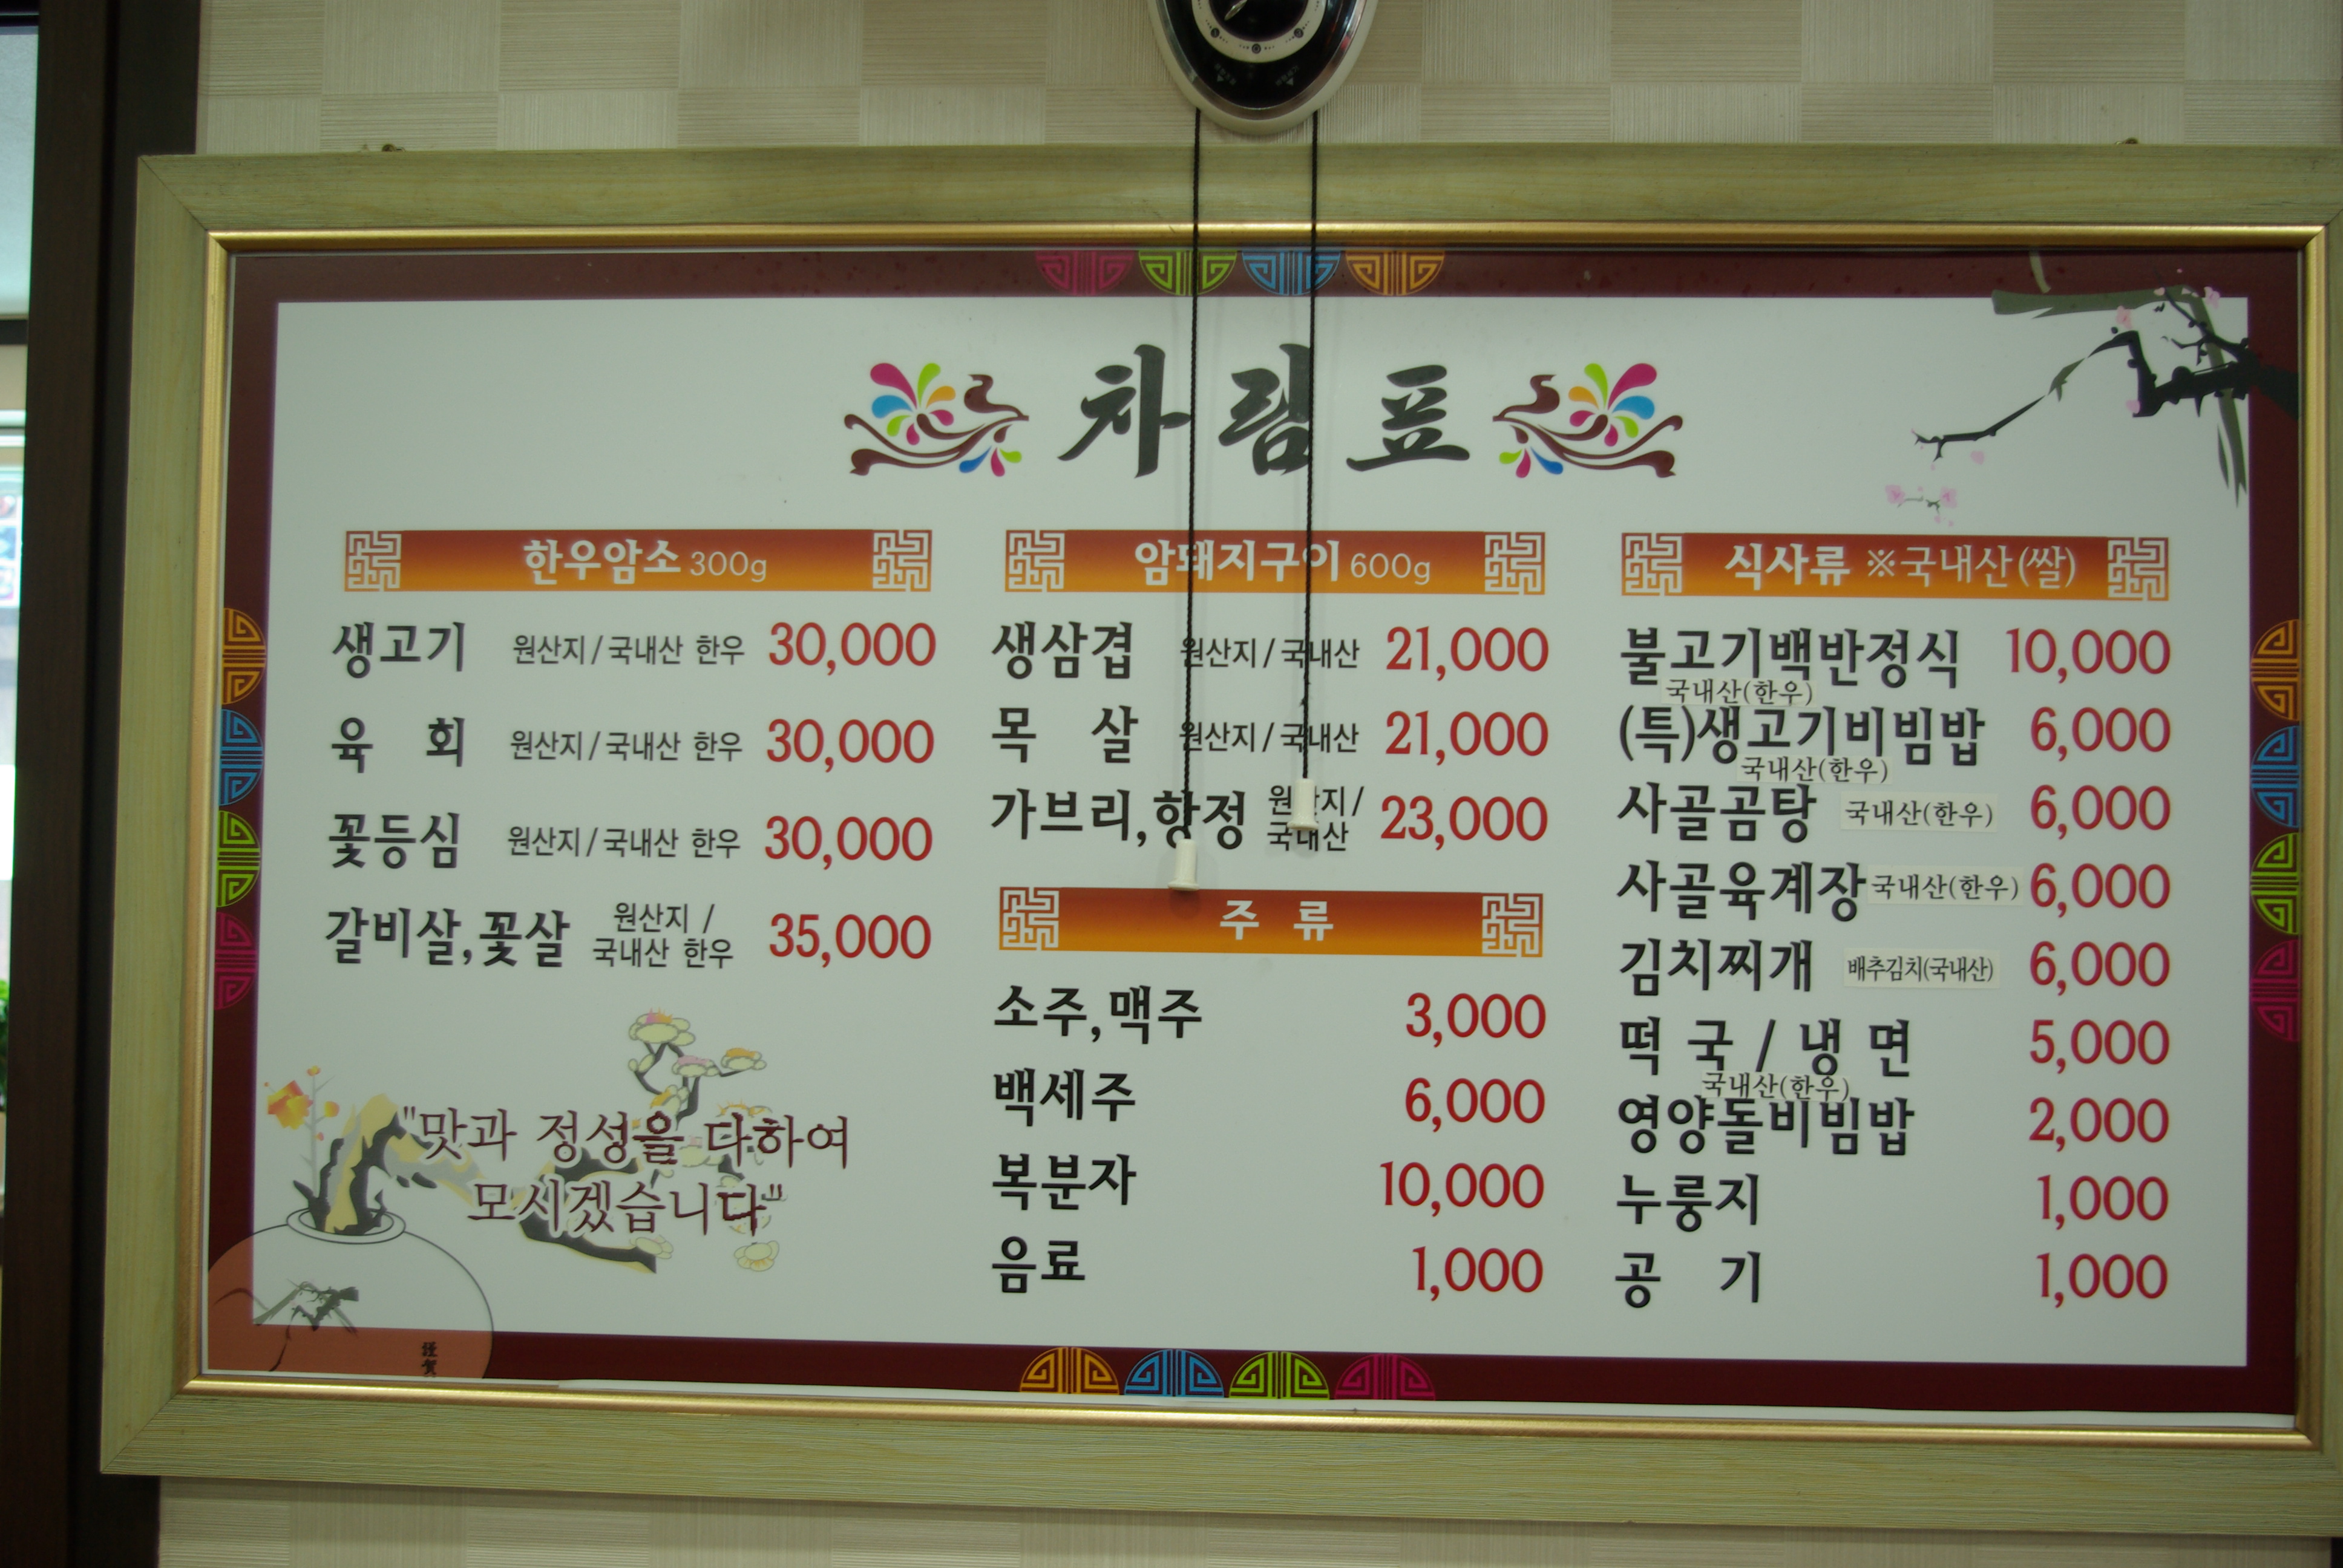 차림표
한우암소 300g
생고기 원산지/국내산 한우 30,000
육 회 원산지/국내산 한우 30,000
꽃등심 원산지/국내산 한우 30,000
갈비살,꽃살 원산지 /
국내산 한우 35,000
"맛과 정성을 다하여
모시겠습니다"
암돼지구이 600g
생삼겹 원산지/국내산 21,000
목 살 원산지/국내산 21,000
가브리,항정 원산지/
국내산 23,000
주 류
소주,맥주 3,000
백세주 6,000
복분자 10,000
음료 1,000
식사류 ※국내산(쌀)
불고기백반정식 10,000
국내산(한우)
(특)생고기비빔밥 6,000
국내산(한우)
사골곰탕 국내산(한우) 6,000
사골육계장 국내산(한우) 6,000
김치찌개 배추김치(국내산) 6,000
떡 국 / 냉 면 5,000
국내산(한우)
영양돌비빔밥 2,000
누룽지 1,000
공 기 1,000